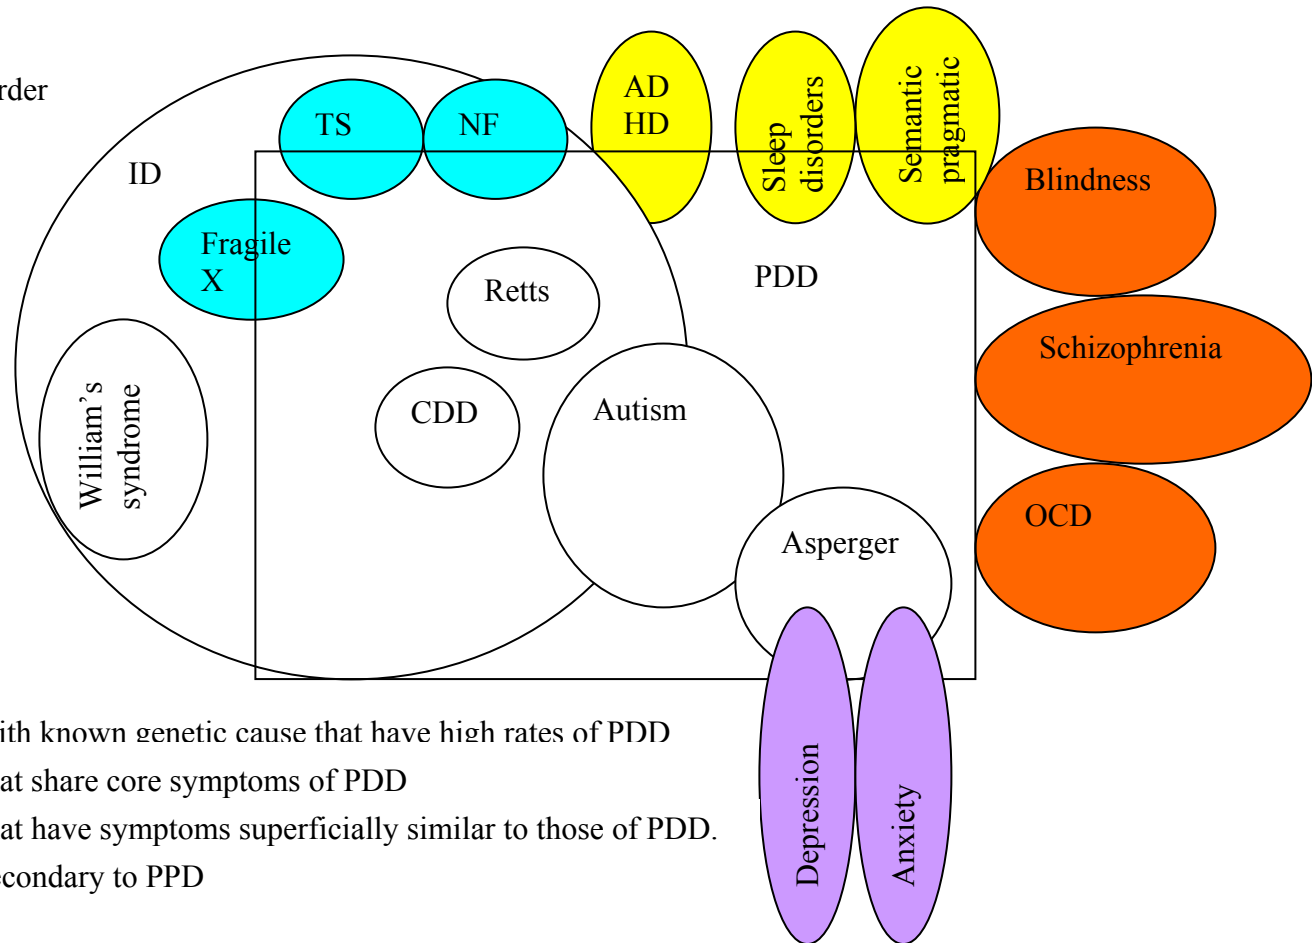 rder
TS
NF
AD
HD
Sleep
disorders
Semantic
pragmatic
ID
Blindness
Fragile
X
Retts
PDD
Schizophrenia
William’s
syndrome
CDD
Autism
OCD
Asperger
ith known genetic cause that have high rates of PDD
at share core symptoms of PDD
at have symptoms superficially similar to those of PDD.
econdary to PPD
Depression
Anxiety